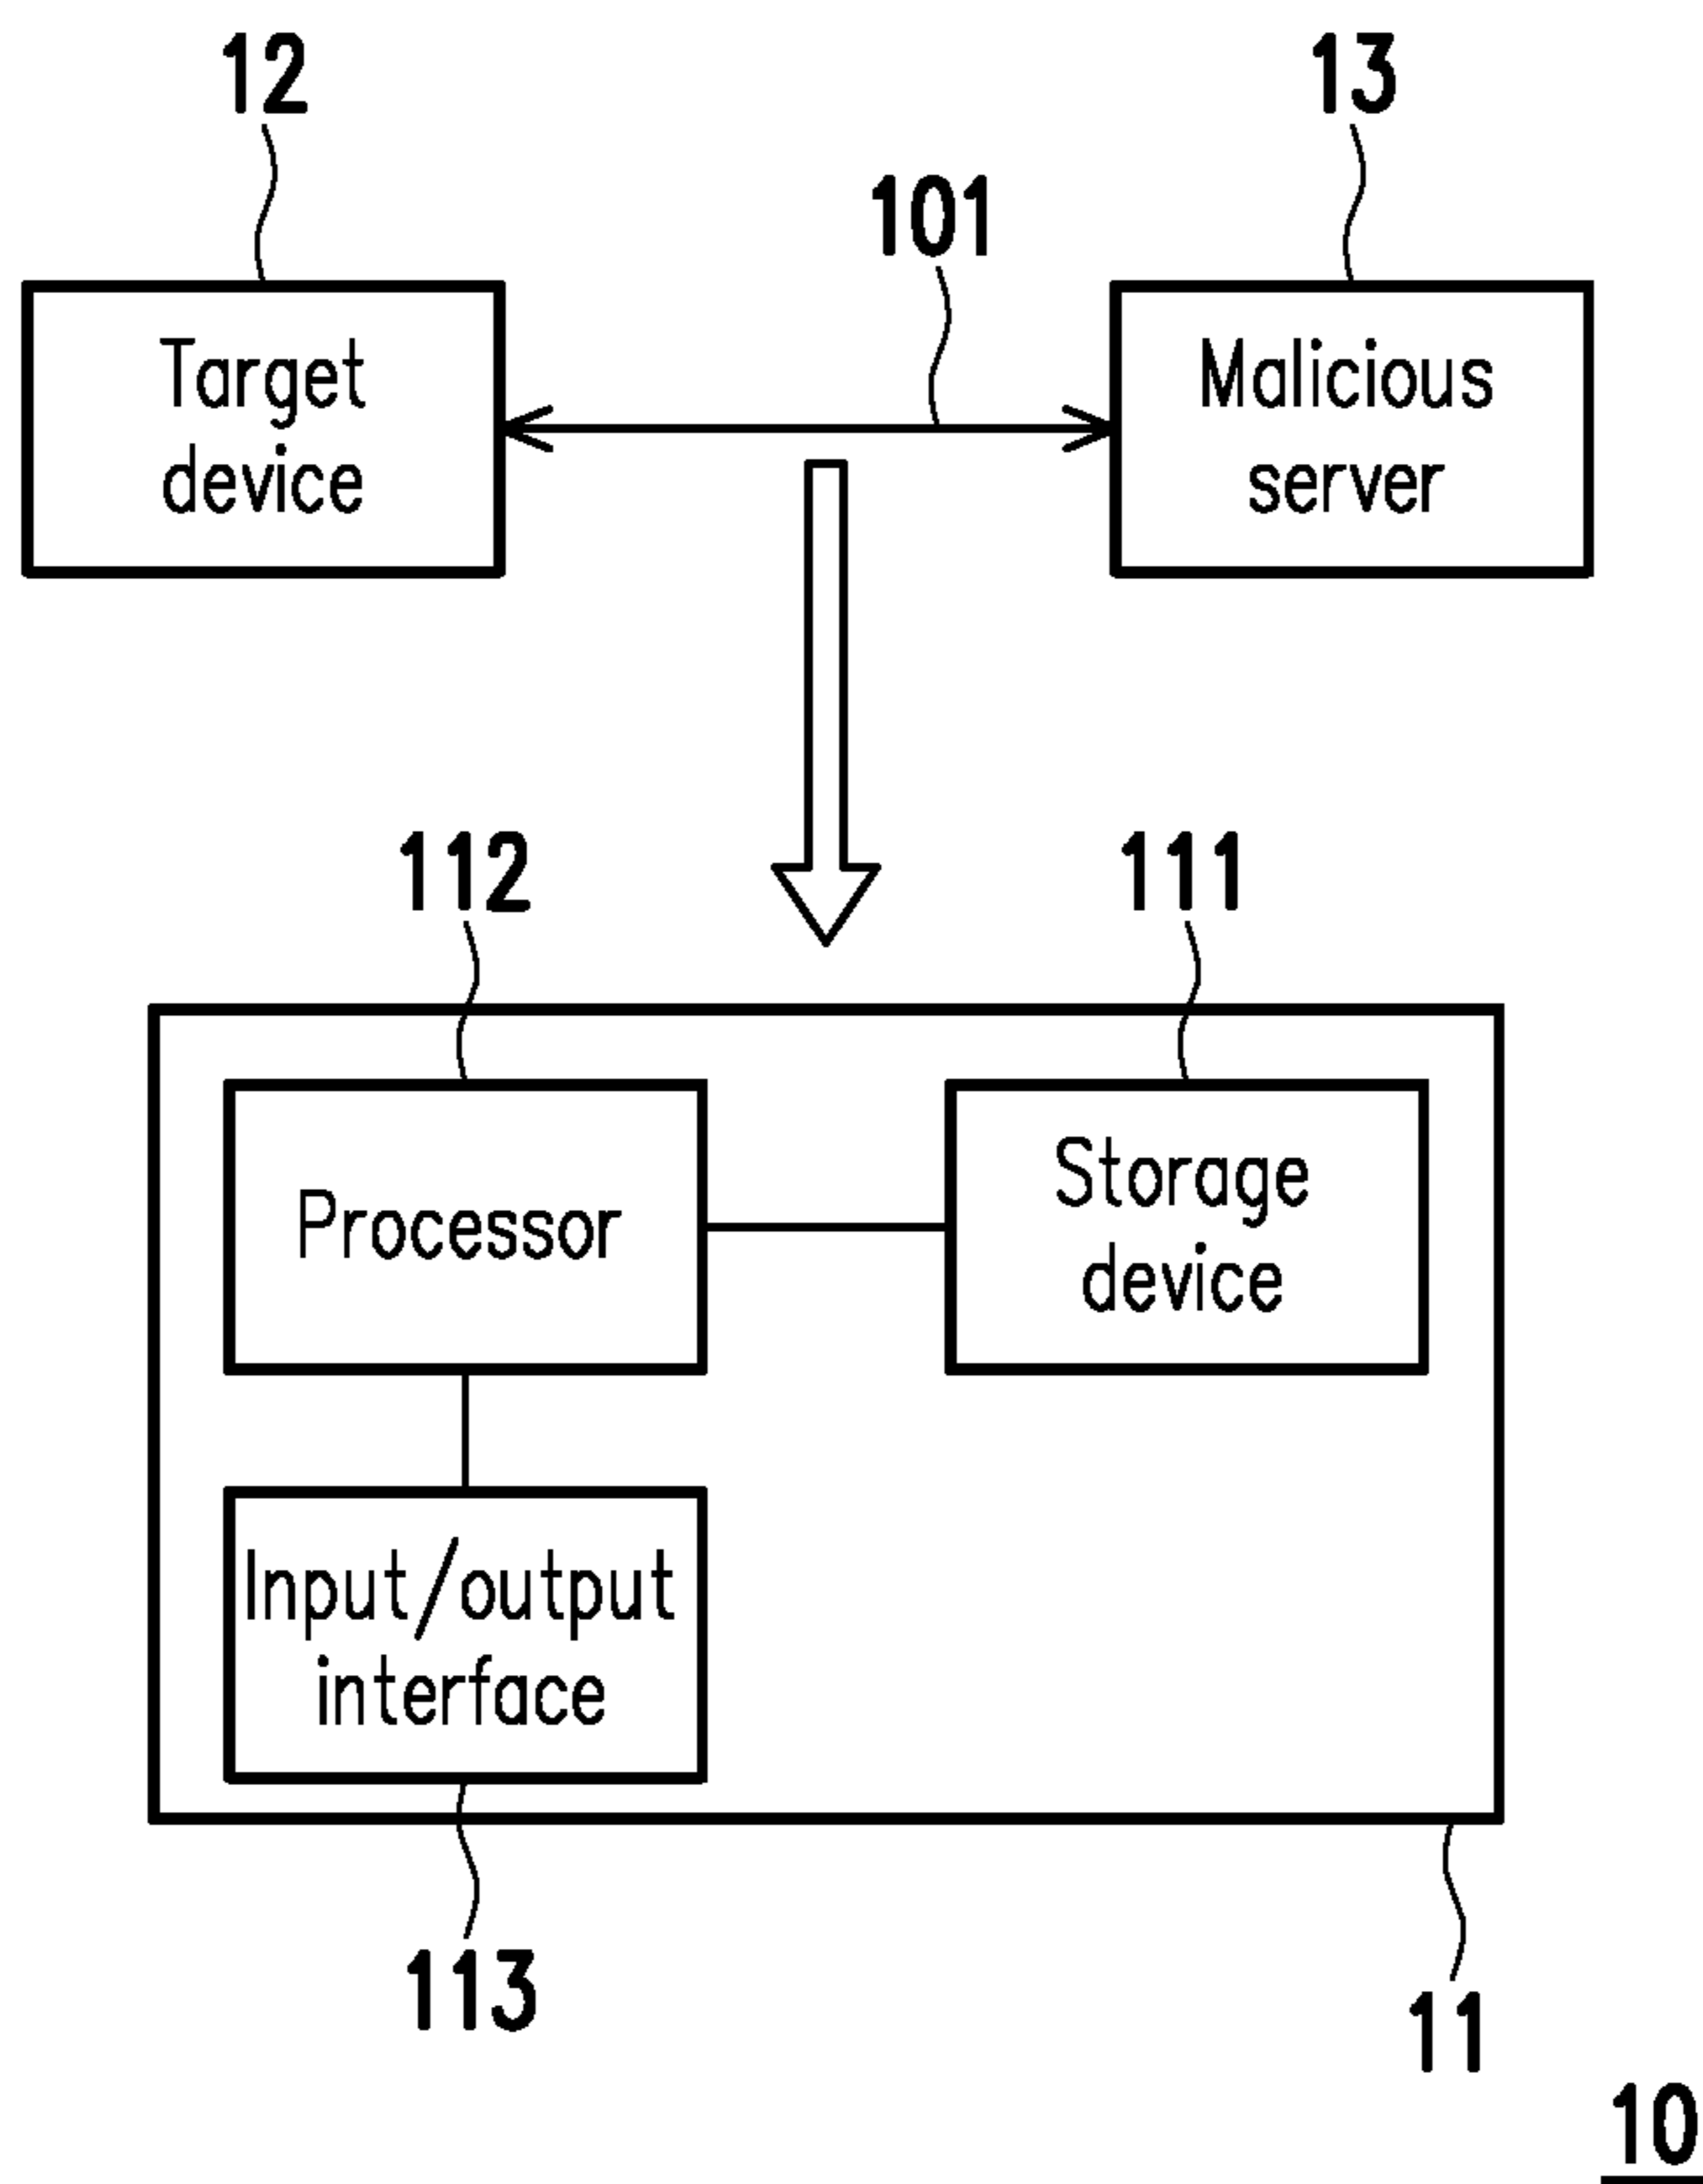 12
13
101
Target
device
Malicious
server
112
111
Processor
Storage
device
Input/output
interface
113
11
10